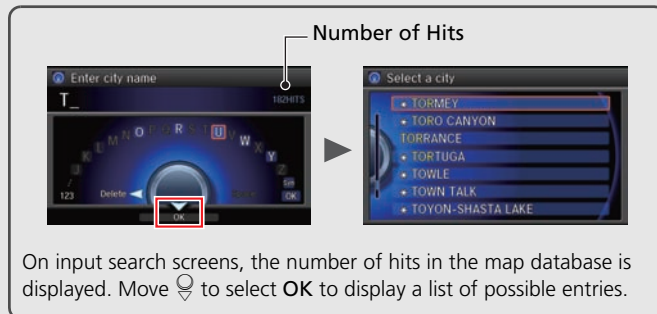 Number of Hits
Enter city name
T_
182HITS
J K L M N O P Q R S T U V W X Y Z
123
Delete
OK
OK
Select a city
TORMEY
TORO CANYON
TORRANCE
TORTUGA
TOWLE
TOWN TALK
TOYON-SHASTA LAKE
On input search screens, the number of hits in the map database is
displayed. Move to select OK to display a list of possible entries.